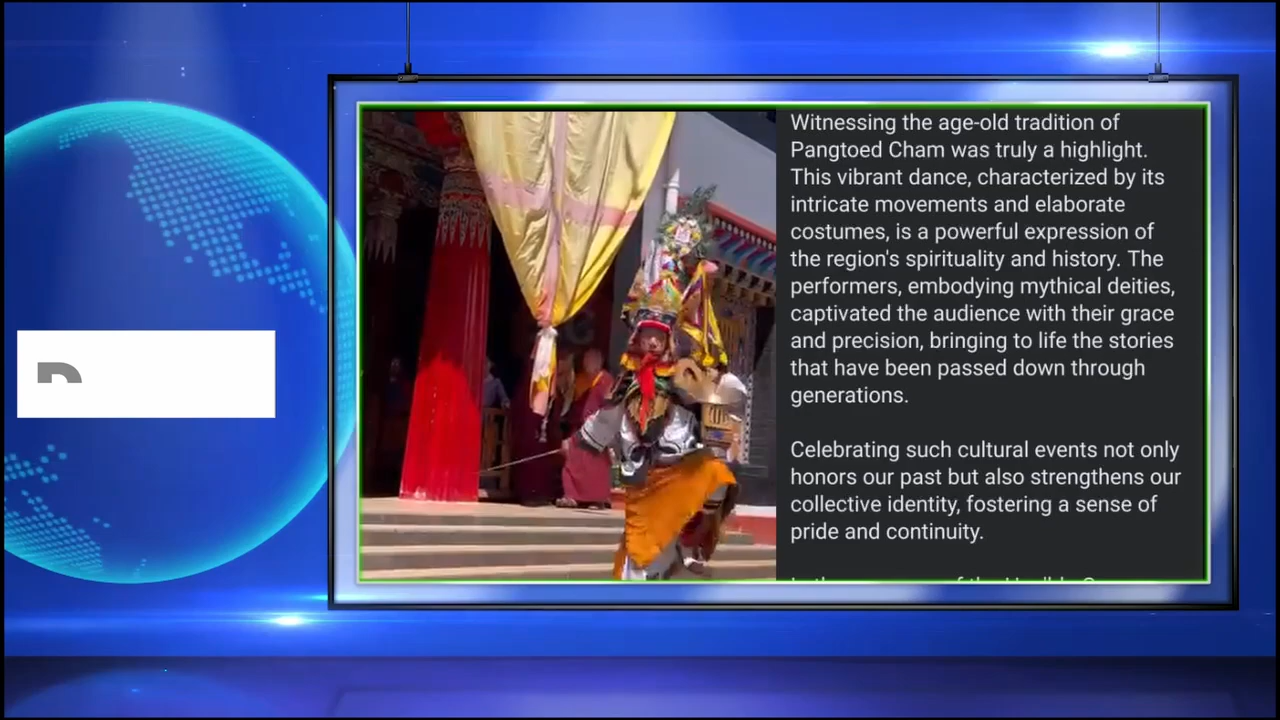 Witnessing the age-old tradition of
Pangtoed Cham was truly a highlight.
This vibrant dance, characterized by its
intricate movements and elaborate
costumes, is a powerful expression of
the region's spirituality and history. The
performers, embodying mythical deities,
captivated the audience with their grace
and precision, bringing to life the stories
that have been passed down through
generations.
Celebrating such cultural events not only
honors our past but also strengthens our
collective identity, fostering a sense of
pride and continuity.